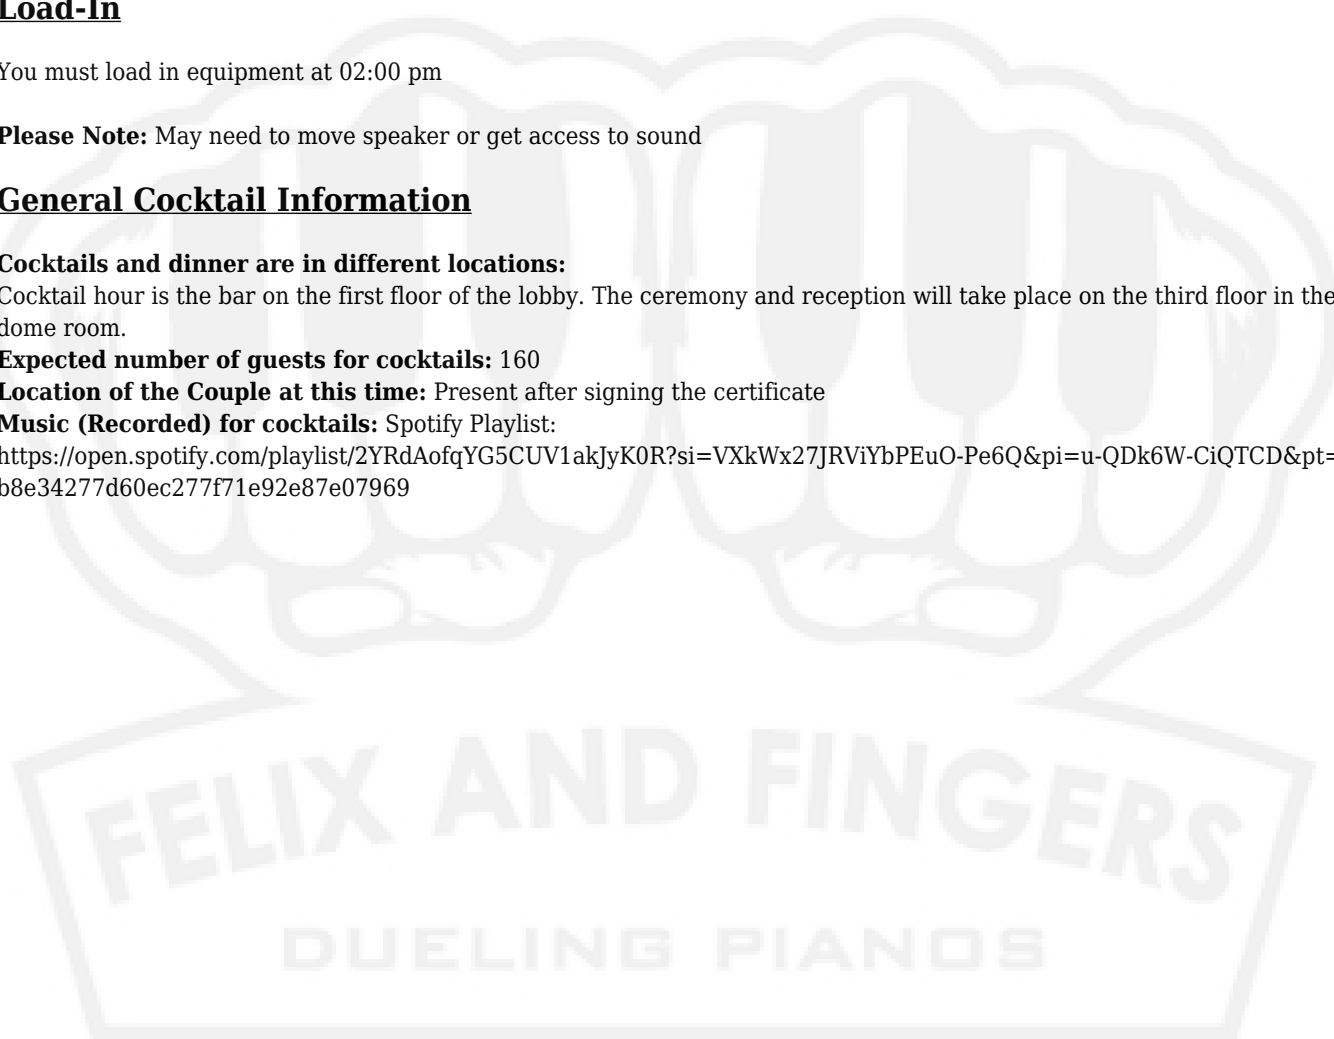 Load-In
You must load in equipment at 02:00 pm
Please Note: May need to move speaker or get access to sound
General Cocktail Information
Cocktails and dinner are in different locations:
Cocktail hour is the bar on the first floor of the lobby. The ceremony and reception will take place on the third floor in the
dome room.
Expected number of guests for cocktails: 160
Location of the Couple at this time: Present after signing the certificate
Music (Recorded) for cocktails: Spotify Playlist:
https://open.spotify.com/playlist/2YRdAofqYG5CUV1akJyK0R?si=VXkWx27JRViYbPEuO-Pe6Q&pi=u-QDk6W-CiQTCD&pt=
b8e34277d60ec277f71e92e87e07969
FELIX AND FINGERS
DUELING PIANOS